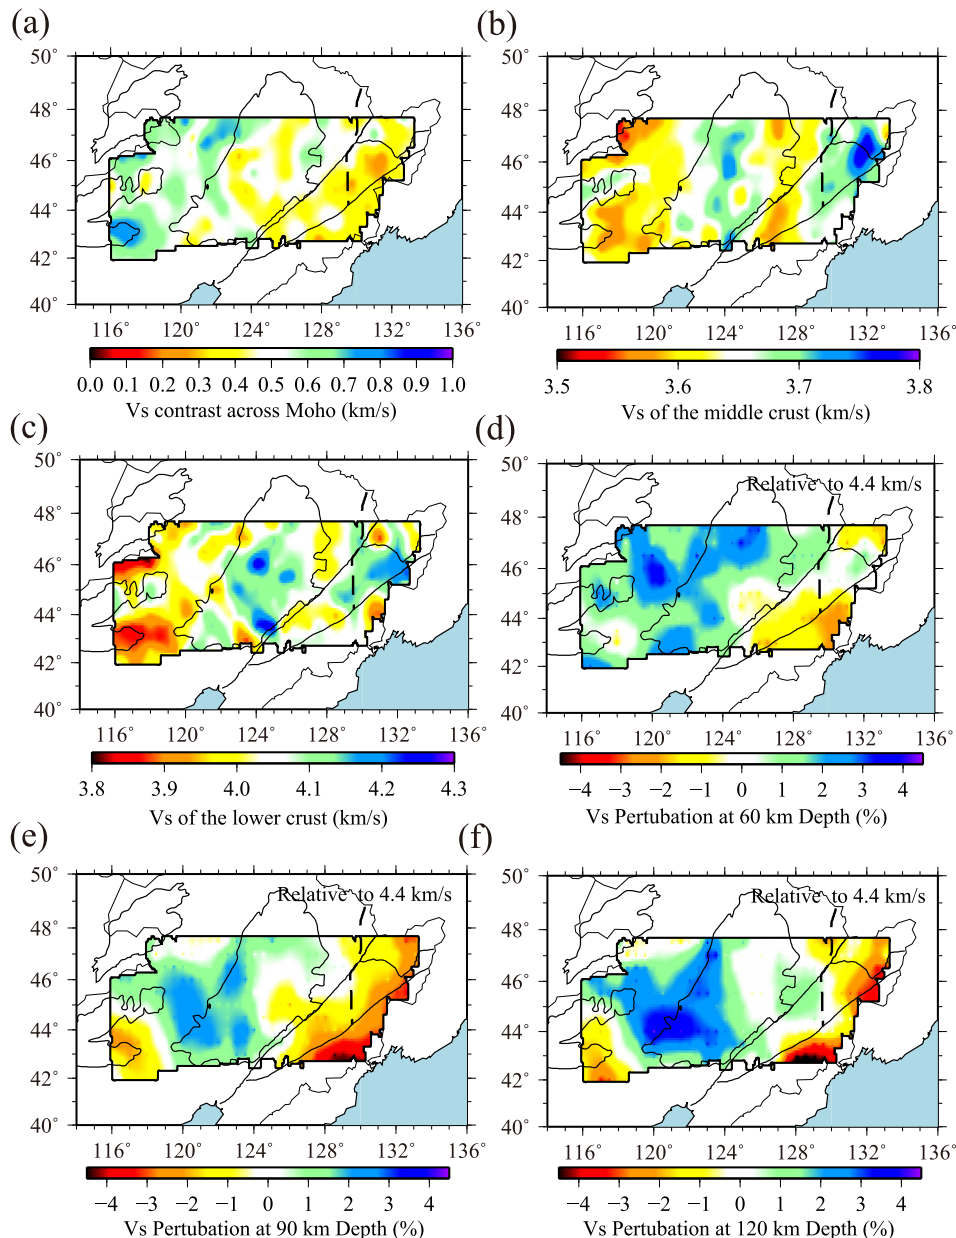 (a)
(b)
50°
48°
46°
44°
42°
40°
116° 120° 124° 128° 132° 136°
0.0 0.1 0.2 0.3 0.4 0.5 0.6 0.7 0.8 0.9 1.0
Vs contrast across Moho (km/s)
50°
48°
46°
44°
42°
40°
116° 120° 124° 128° 132° 136°
3.5 3.6 3.7 3.8
Vs of the middle crust (km/s)
(c)
(d)
50°
48°
46°
44°
42°
40°
116° 120° 124° 128° 132° 136°
3.8 3.9 4.0 4.1 4.2 4.3
Vs of the lower crust (km/s)
Relative to 4.4 km/s
50°
48°
46°
44°
42°
40°
116° 120° 124° 128° 132° 136°
−4 −3 −2 −1 0 1 2 3 4
Vs Pertubation at 60 km Depth (%)
(e)
(f)
Relative to 4.4 km/s
50°
48°
46°
44°
42°
40°
116° 120° 124° 128° 132° 136°
−4 −3 −2 −1 0 1 2 3 4
Vs Pertubation at 90 km Depth (%)
Relative to 4.4 km/s
50°
48°
46°
44°
42°
40°
116° 120° 124° 128° 132° 136°
−4 −3 −2 −1 0 1 2 3 4
Vs Pertubation at 120 km Depth (%)